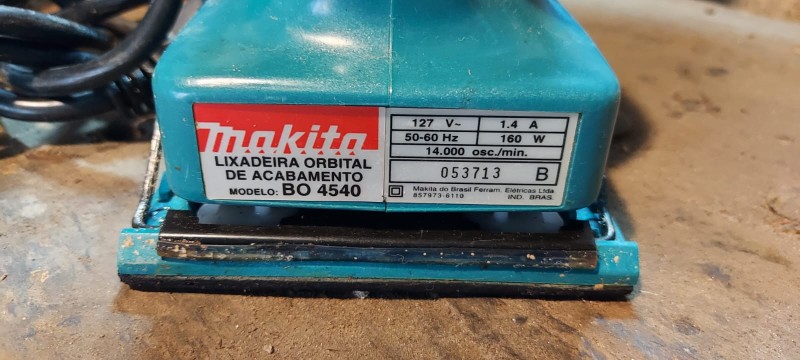 makita
LIXADEIRA ORBITAL
DE ACABAMENTO
MODELO: BO 4540
127 V~ 1.4 A
50-60 Hz 160 W
14.000 osc./min.
053713 B
Makita do Brasil Ferram. Elétricas Ltda
857973-6110 IND. BRAS.